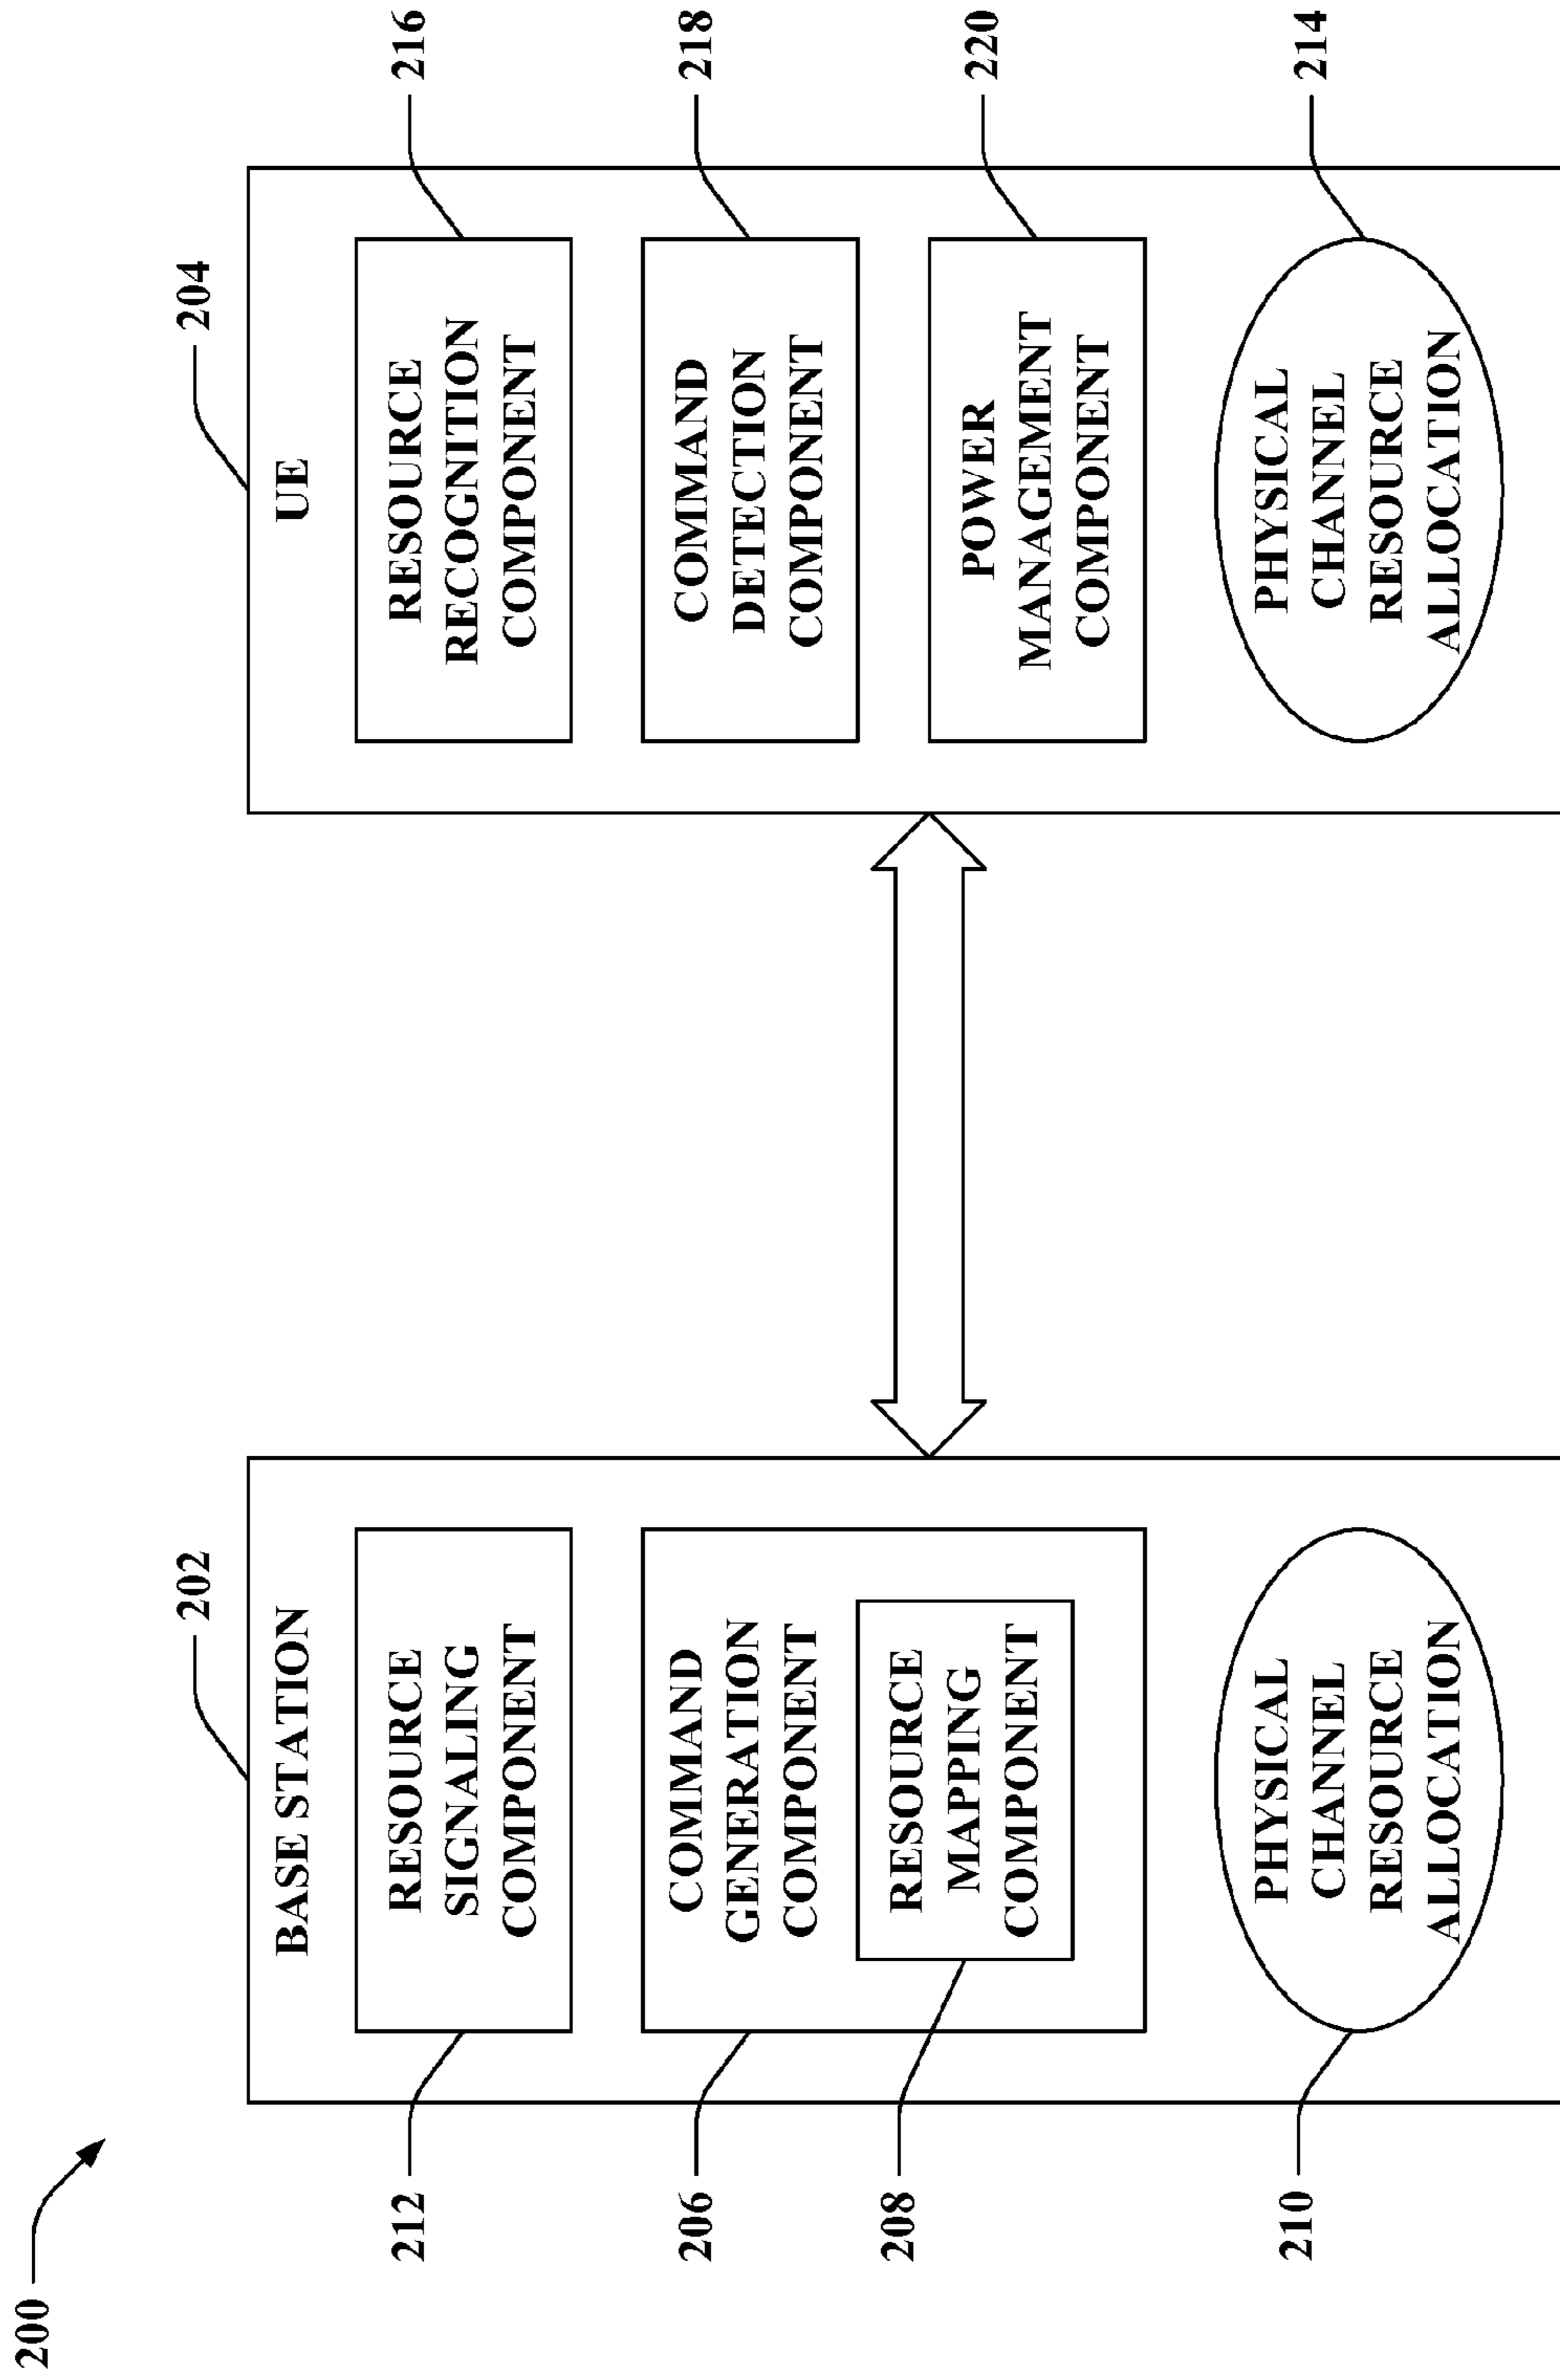 200
202
BASE STATION
212
RESOURCE
SIGNALING
COMPONENT
206
COMMAND
GENERATION
COMPONENT
208
RESOURCE
MAPPING
COMPONENT
210
PHYSICAL
CHANNEL
RESOURCE
ALLOCATION
204
UE
216
RESOURCE
RECOGNITION
COMPONENT
218
COMMAND
DETECTION
COMPONENT
220
POWER
MANAGEMENT
COMPONENT
214
PHYSICAL
CHANNEL
RESOURCE
ALLOCATION